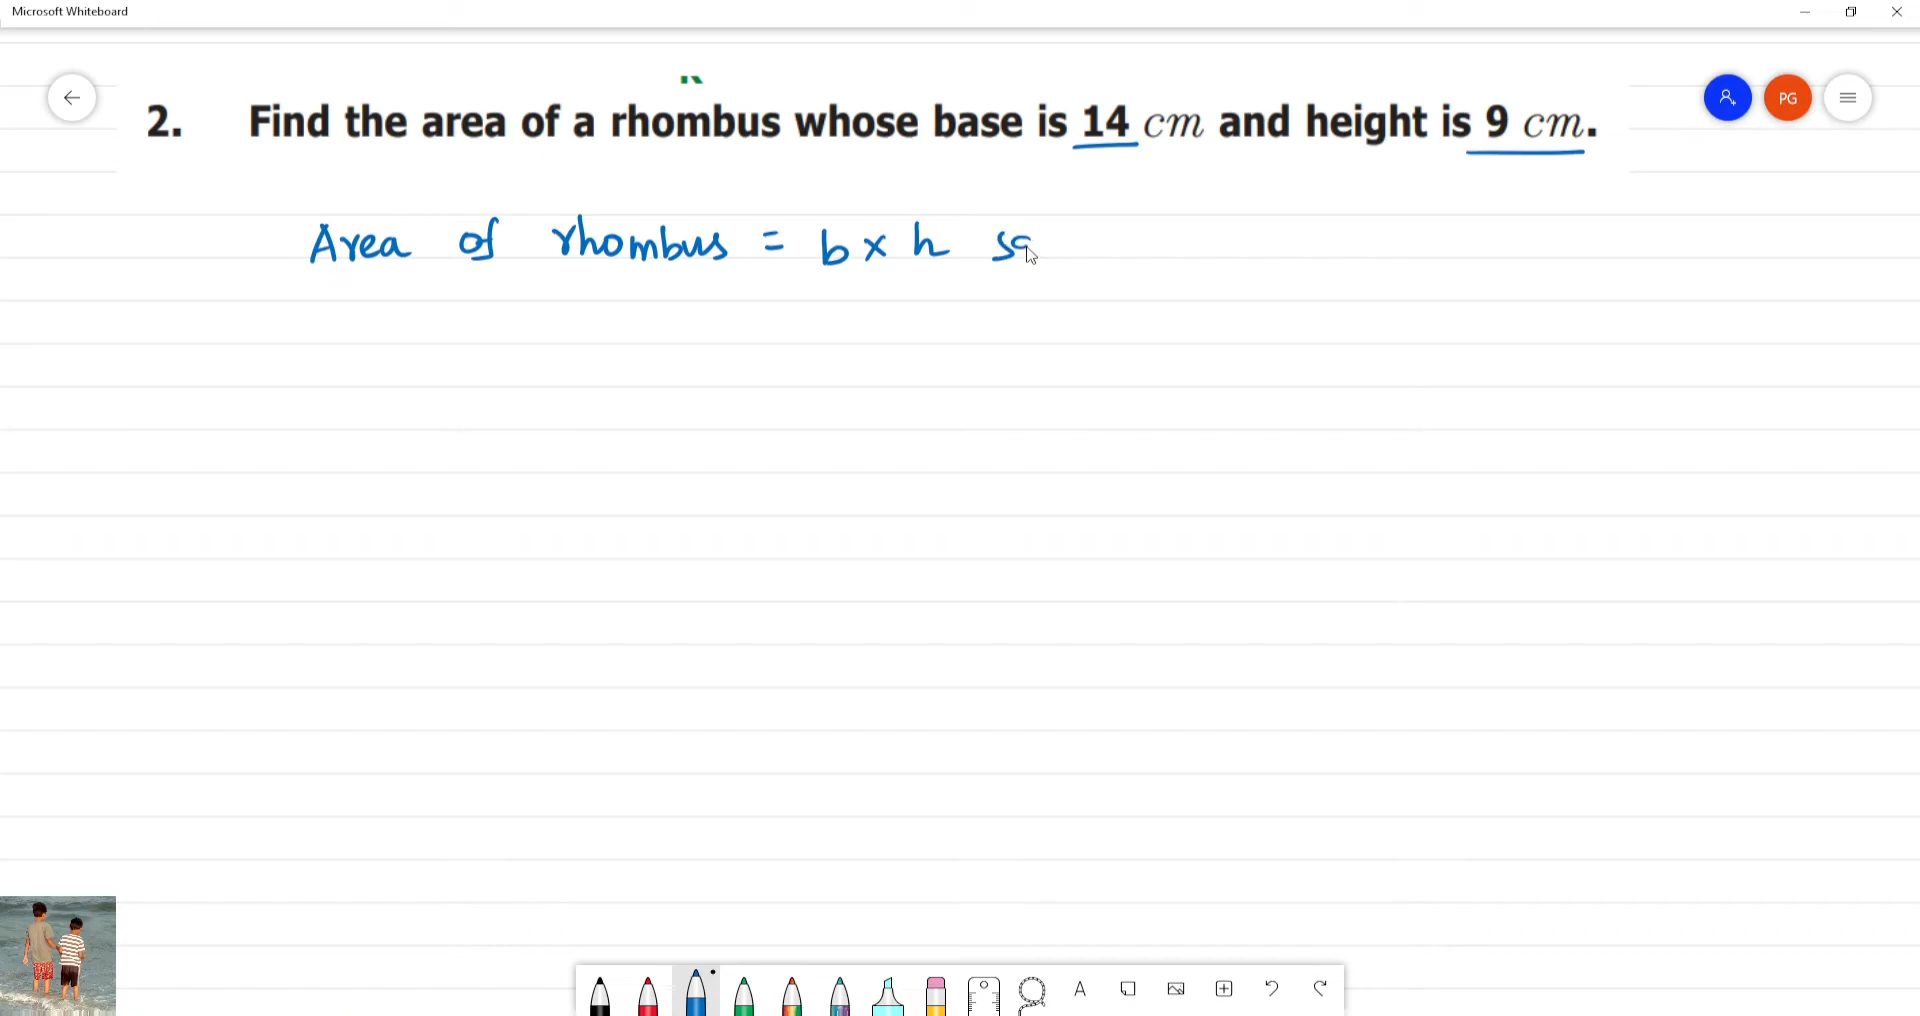 Microsoft Whiteboard
PG
2. Find the area of a rhombus whose base is 14 cm and height is 9 cm.
Area of rhombus = b x h
A